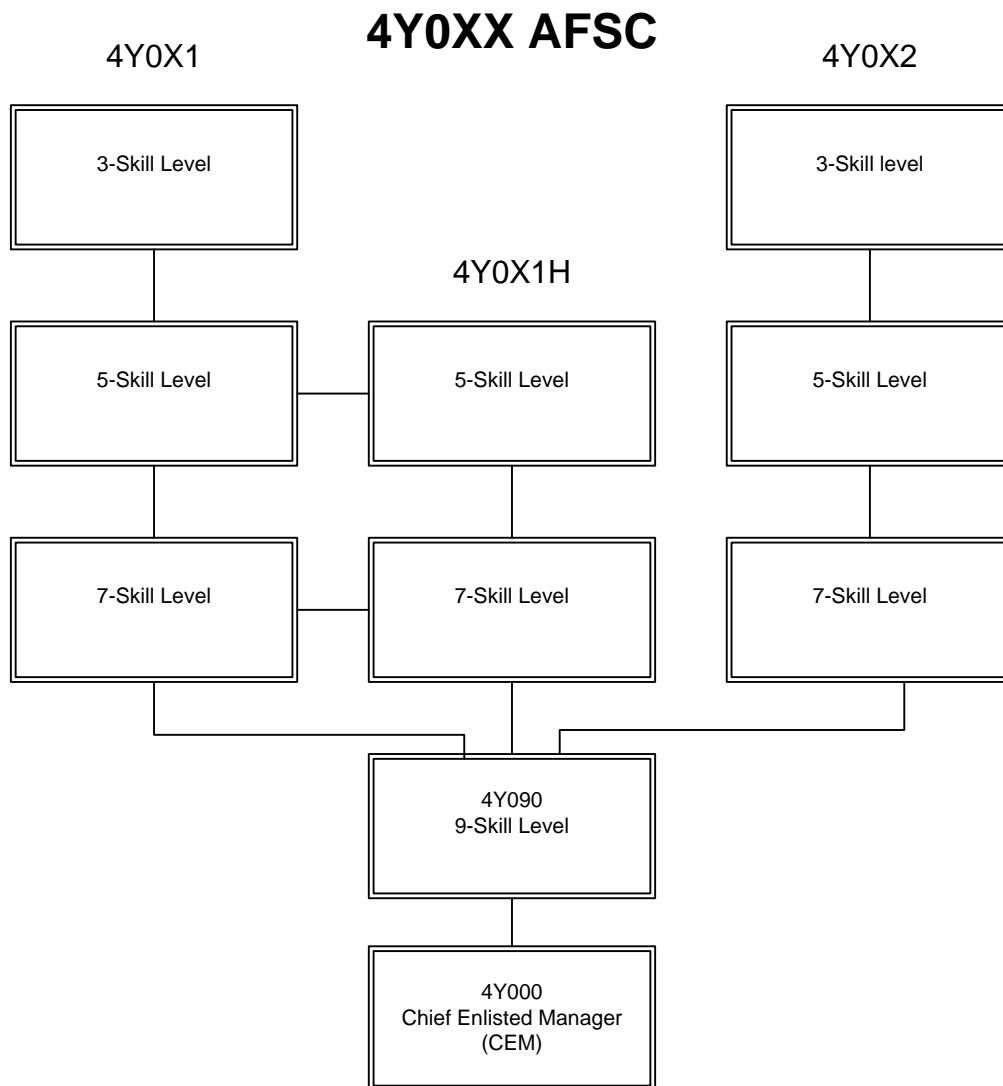 4Y0XX AFSC
4Y0X1
4Y0X2
3-Skill Level
3-Skill level
4Y0X1H
5-Skill Level
5-Skill Level
5-Skill Level
7-Skill Level
7-Skill Level
7-Skill Level
4Y090
9-Skill Level
4Y000
Chief Enlisted Manager
(CEM)